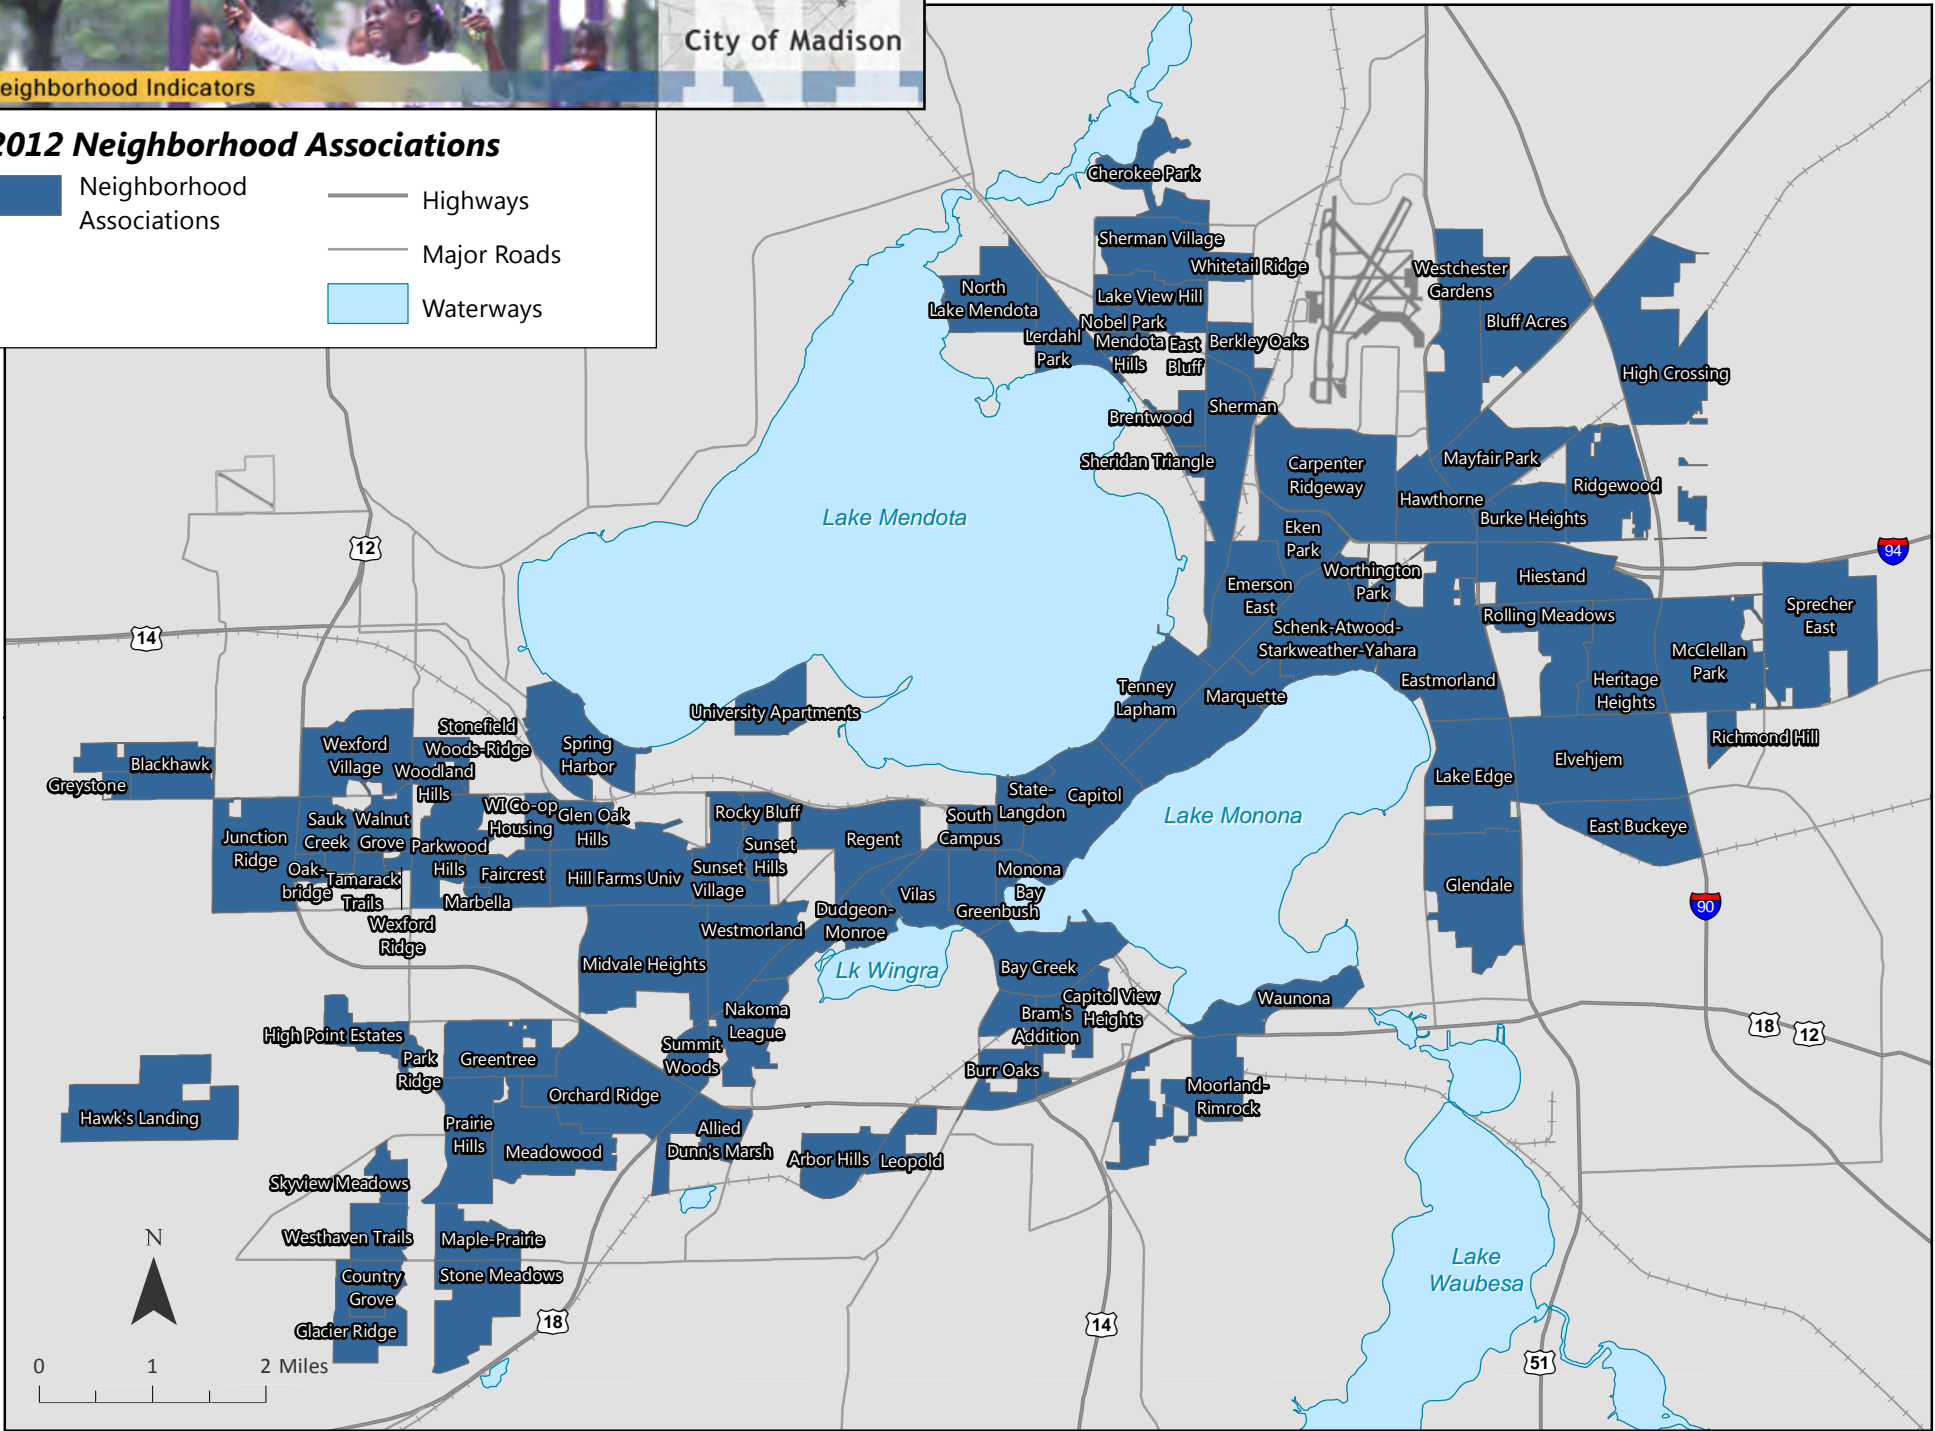 City of Madison
eighborhood Indicators
2012 Neighborhood Associations
Neighborhood
Associations
Highways
Major Roads
Waterways
Cherokee Park
Sherman Village
Whitetail Ridge
North
Lake Mendota
Lake View Hill
Nobel Park
Lerdahl
Park
Mendota
Hills
East
Bluff
Berkley Oaks
Westchester
Gardens
Bluff Acres
High Crossing
Brentwood
Sherman
Sheridan Triangle
Carpenter
Ridgeway
Mayfair Park
Hawthorne
Ridgewood
Burke Heights
Lake Mendota
Eken
Park
Worthington
Park
Emerson
East
Hiestand
Rolling Meadows
Sprecher
East
Schenk-Atwood-
Starkweather-Yahara
McClellan
Park
Eastmorland
Heritage
Heights
Tenney
Lapham
Marquette
Richmond Hill
Lake Edge
Elvehjem
East Buckeye
Glendale
12
14
94
90
University Apartments
Stonefield
Woods-Ridge
Spring
Harbor
Wexford
Village
Woodland
Hills
Blackhawk
Greystone
WI Co-op
Housing
Glen Oak
Hills
Rocky Bluff
State-
Langdon
Capitol
Lake Monona
Junction
Ridge
Sauk
Creek
Walnut
Grove
Parkwood
Hills
Sunset
Hills
Regent
South
Campus
Oak-
bridge
Tamarack
Trails
Faircrest
Hill Farms Univ
Sunset
Village
Vilas
Monona
Bay
Greenbush
Marbella
Wexford
Ridge
Westmorland
Dudgeon-
Monroe
Midvale Heights
Lk Wingra
Bay Creek
Nakoma
League
Capitol View
Heights
Bram's
Addition
Waunona
High Point Estates
Park
Ridge
Greentree
Summit
Woods
Burr Oaks
Moorland-
Rimrock
18
12
Orchard Ridge
Hawk's Landing
Prairie
Hills
Meadowood
Allied
Dunn's Marsh
Arbor Hills
Leopold
Skyview Meadows
Westhaven Trails
Maple-Prairie
Country
Grove
Stone Meadows
Glacier Ridge
Lake
Waubesa
N
18
14
51
0
1
2 Miles